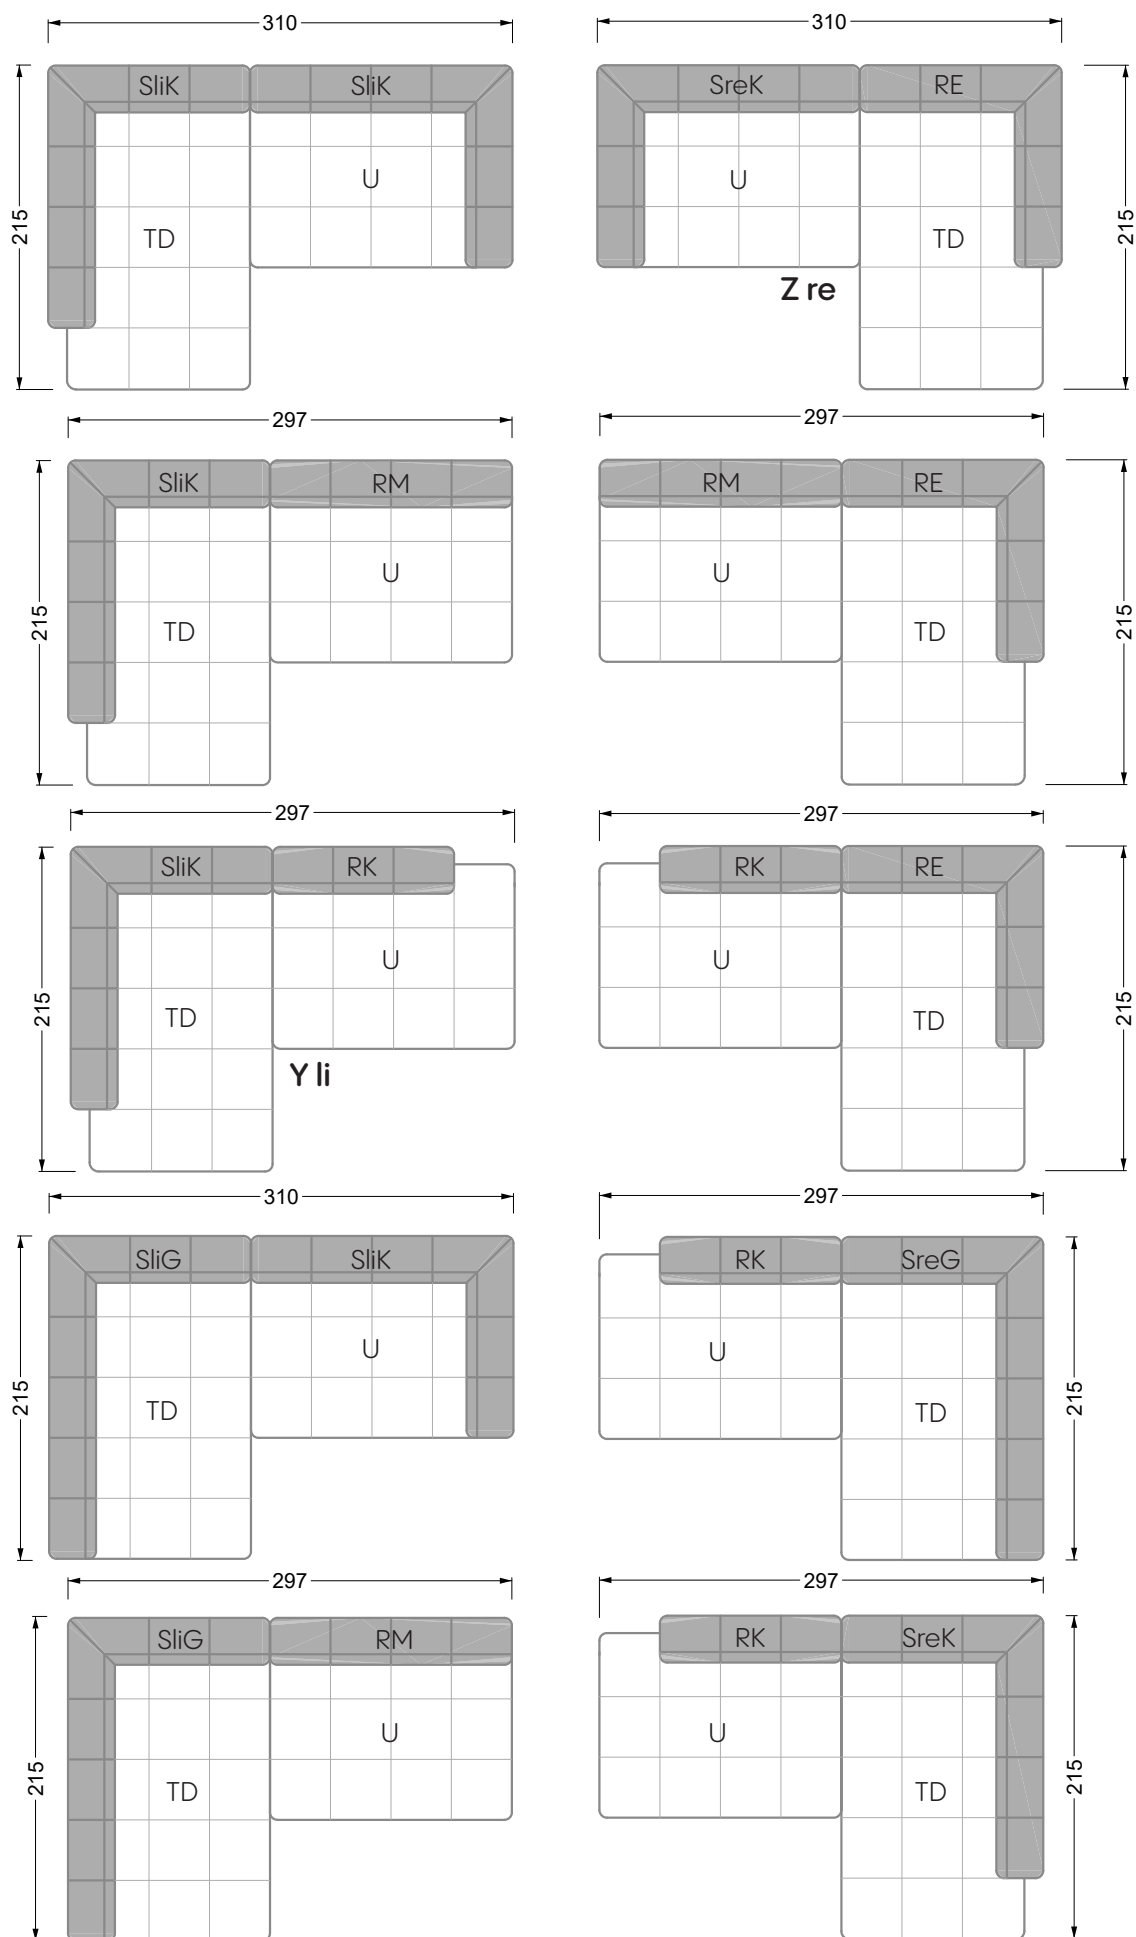 310
SliK SliK
U
TD
215
310
SreK RE
U
TD
215
Z re
297
SliK RM
U
TD
215
297
RM RE
U
TD
215
297
SliK RK
U
TD
215
Y li
297
RK RE
U
TD
215
310
SliG SliK
U
TD
215
297
RK SreG
U
TD
215
297
SliG RM
U
TD
215
297
RK SreK
U
TD
215